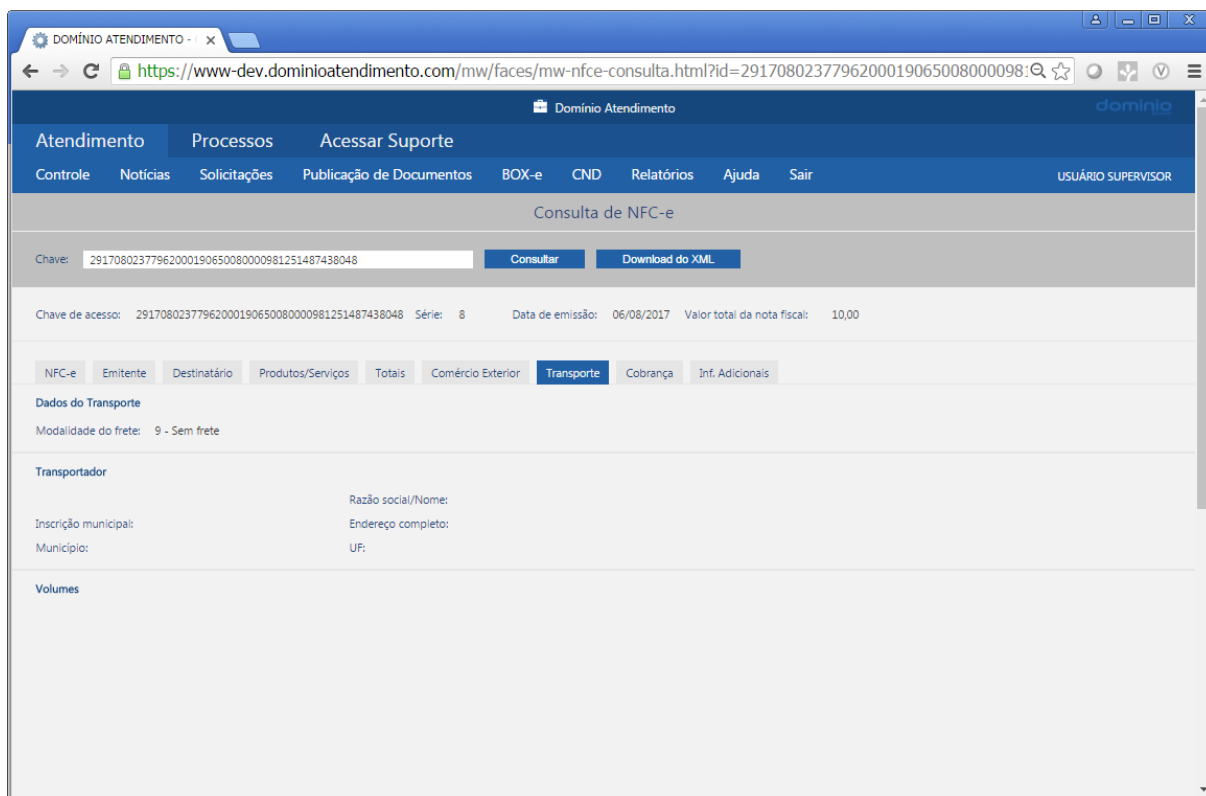 DOMÍNIO ATENDIMENTO -
https://www-dev.dominioatendimento.com/mw/faces/mw-nfce-consulta.html?id=291708023779620001906500800009８1
Domínio Atendimento dominio
Atendimento Processos Acessar Suporte
Controle Notícias Solicitações Publicação de Documentos BOX-e CND Relatórios Ajuda Sair USUÁRIO SUPERVISOR
Consulta de NFC-e
Chave: 29170802377962000190650080000981251487438048 Consultar Download do XML
Chave de acesso: 29170802377962000190650080000981251487438048 Série: 8 Data de emissão: 06/08/2017 Valor total da nota fiscal: 10,00
NFC-e Emitente Destinatário Produtos/Serviços Totais Comércio Exterior Transporte Cobrança Inf. Adicionais
Dados do Transporte
Modalidade do frete: 9 - Sem frete
Transportador
Razão social/Nome:
Inscrição municipal: Endereço completo:
Município: UF:
Volumes